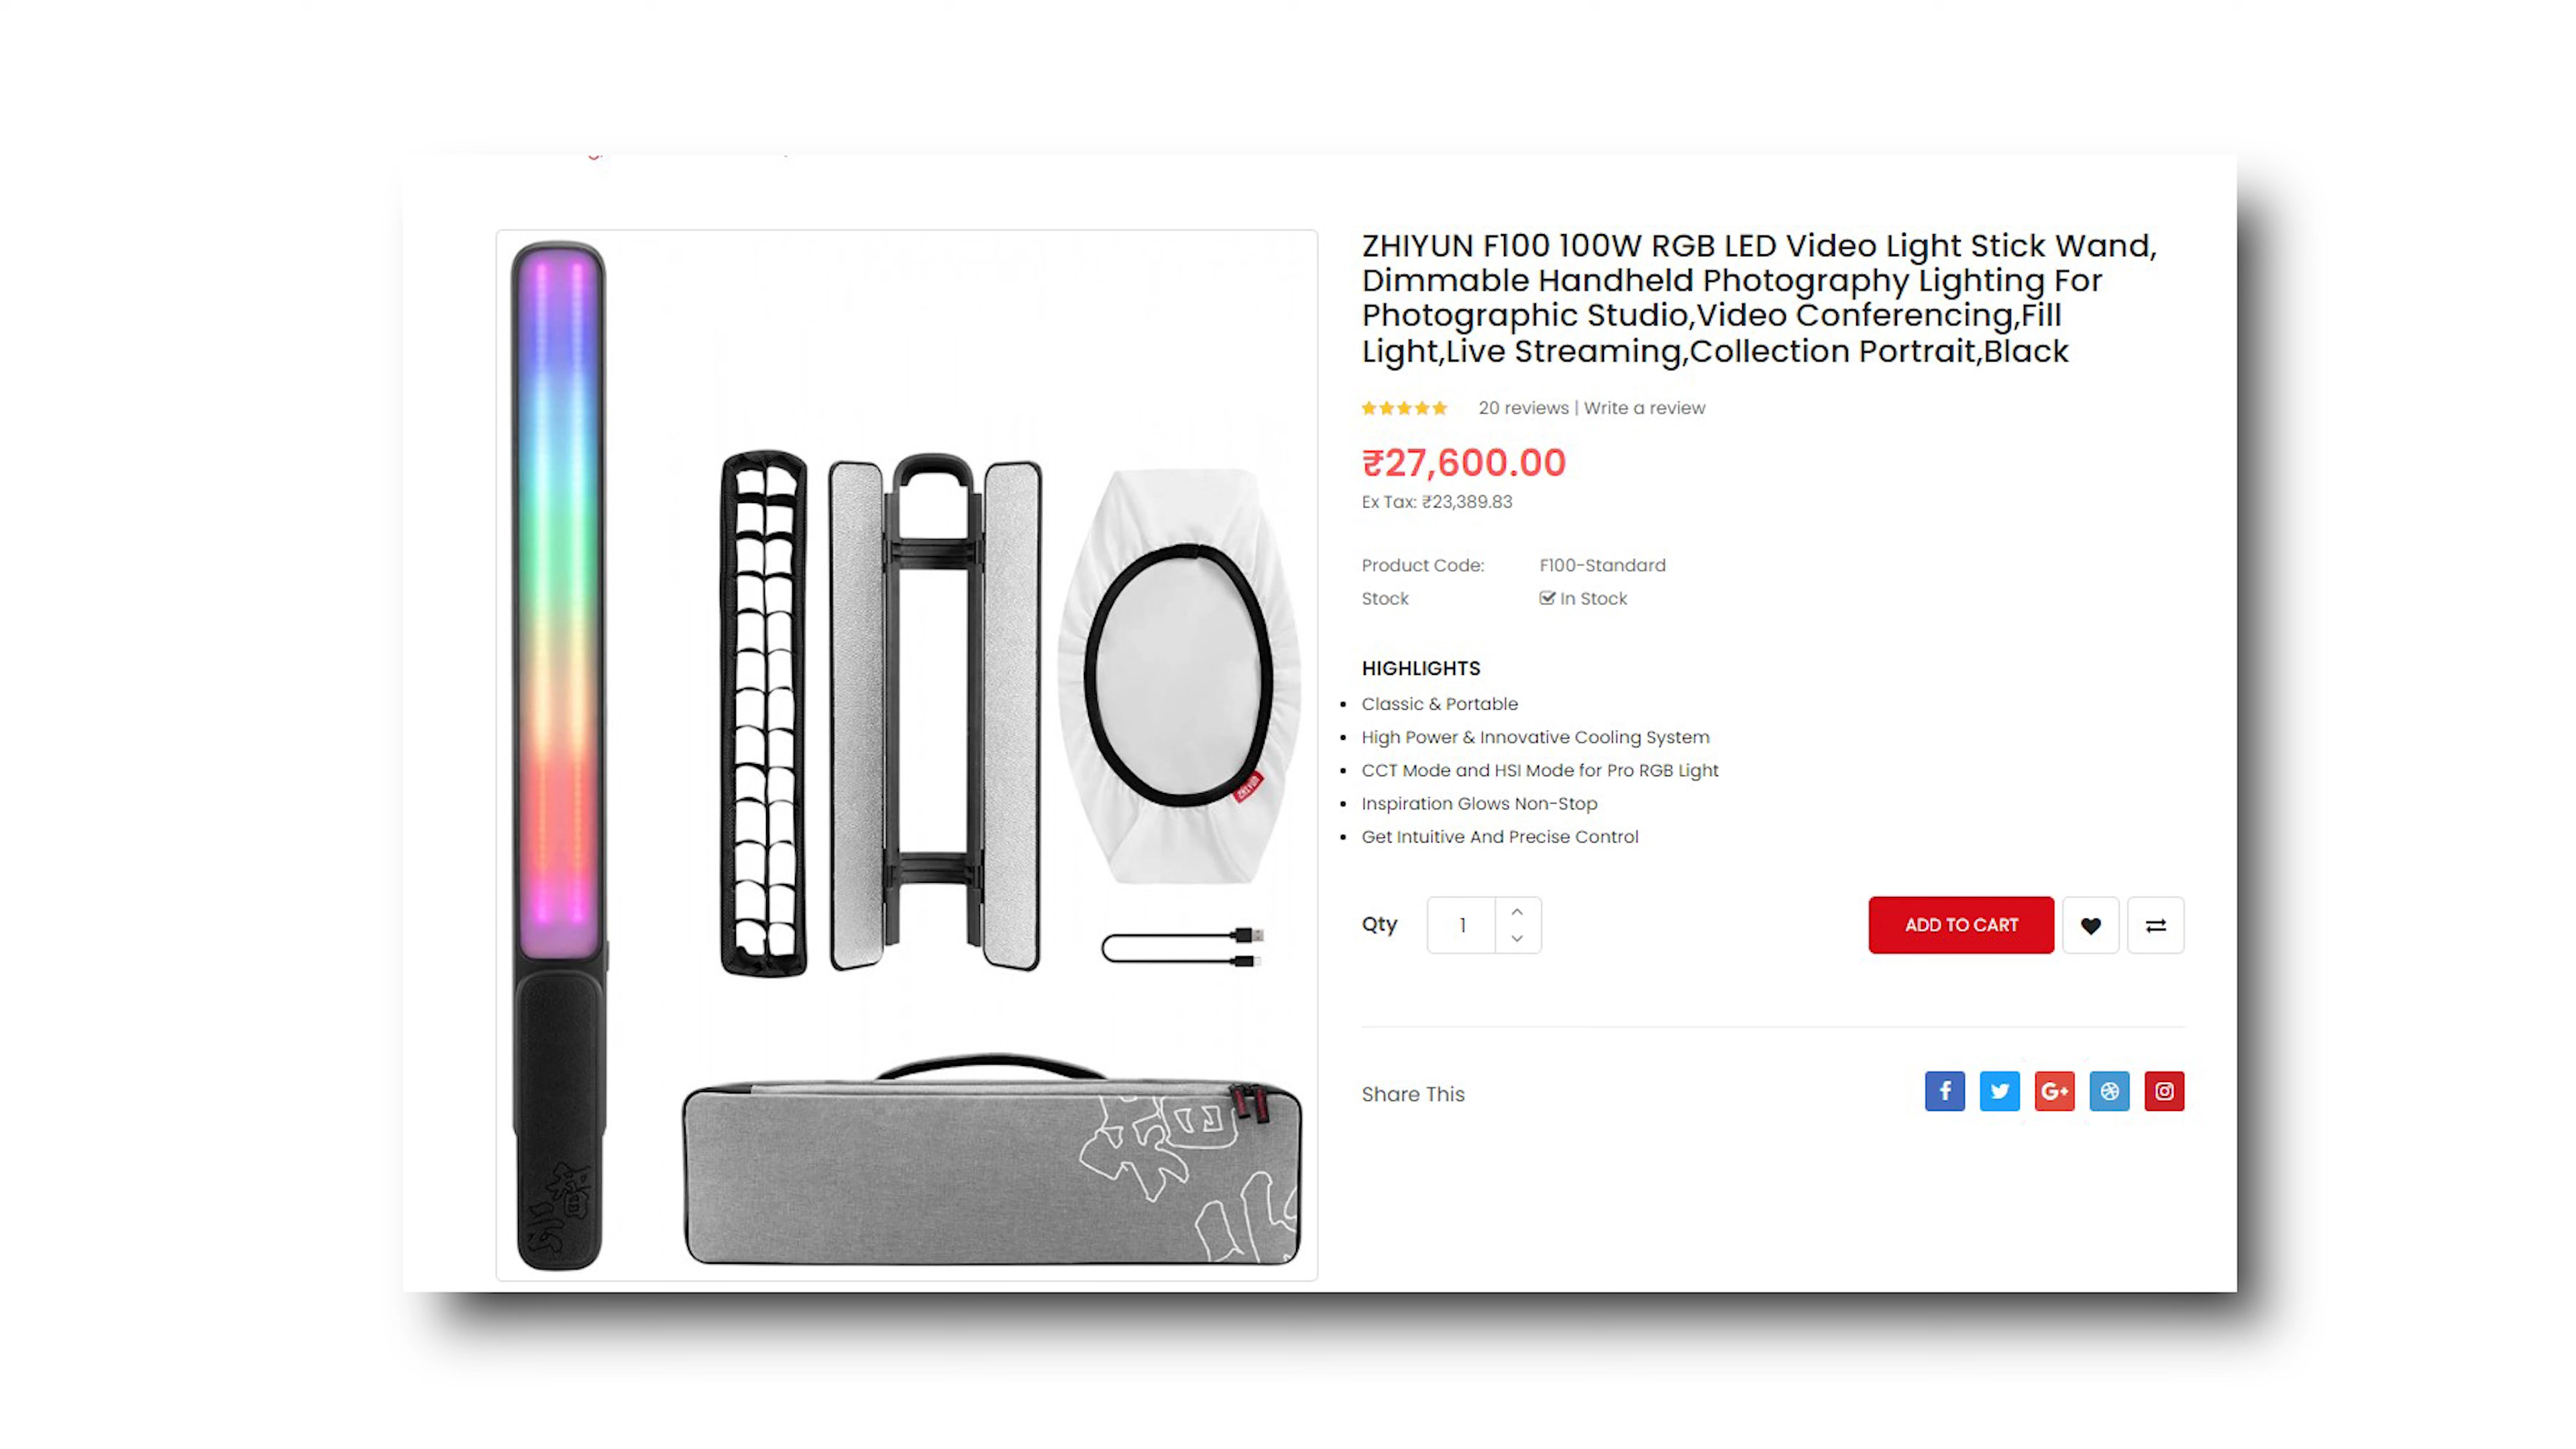 ZHIYUN F100 100W RGB LED Video Light Stick Wand,
Dimmable Handheld Photography Lighting For
Photographic Studio,Video Conferencing,Fill
Light,Live Streaming,Collection Portrait,Black
20 reviews | Write a review
₹27,600.00
Ex Tax: ₹23,389.83
Product Code: F100-Standard
Stock In Stock
HIGHLIGHTS
Classic & Portable
High Power & Innovative Cooling System
CCT Mode and HSI Mode for Pro RGB Light
Inspiration Glows Non-Stop
Get Intuitive And Precise Control
Qty 1 ADD TO CART
Share This